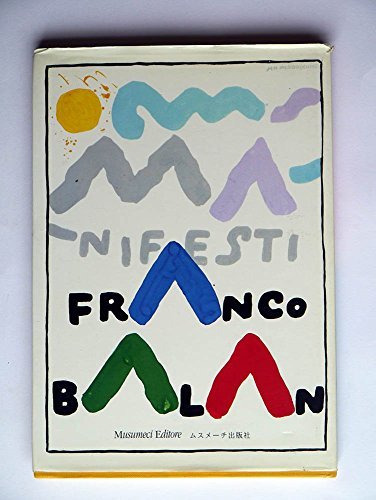 MA
-NIFESTI
FRANCO
BALAN
Musumeci Editore ムスメーチ出版社